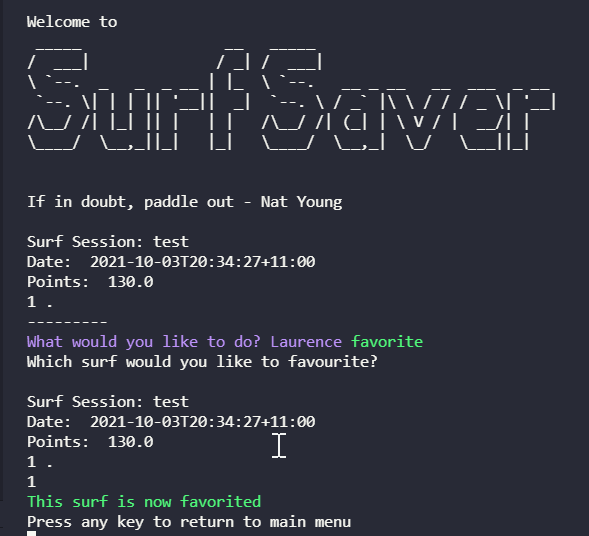 Welcome to
Surf Saver
If in doubt, paddle out - Nat Young
Surf Session: test
Date:  2021-10-03T20:34:27+11:00
Points:  130.0
1 .
---------
What would you like to do? Laurence favorite
Which surf would you like to favourite?
Surf Session: test
Date:  2021-10-03T20:34:27+11:00
Points:  130.0
1 .
1
This surf is now favorited
Press any key to return to main menu